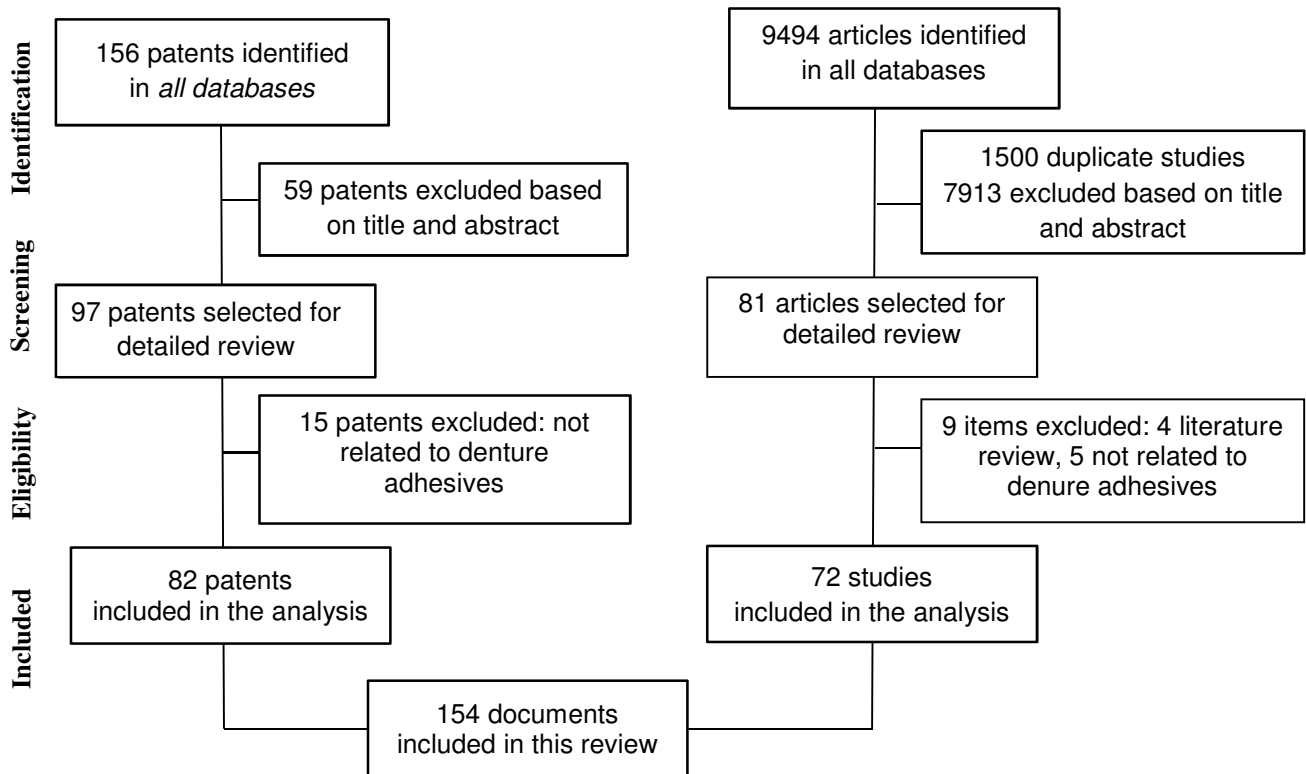 Identification
156 patents identified
in all databases
9494 articles identified
in all databases
59 patents excluded based
on title and abstract
1500 duplicate studies
7913 excluded based on title
and abstract
Screening
97 patents selected for
detailed review
81 articles selected for
detailed review
Eligibility
15 patents excluded: not
related to denture
adhesives
9 items excluded: 4 literature
review, 5 not related to
denure adhesives
Included
82 patents
included in the analysis
72 studies
included in the analysis
154 documents
included in this review